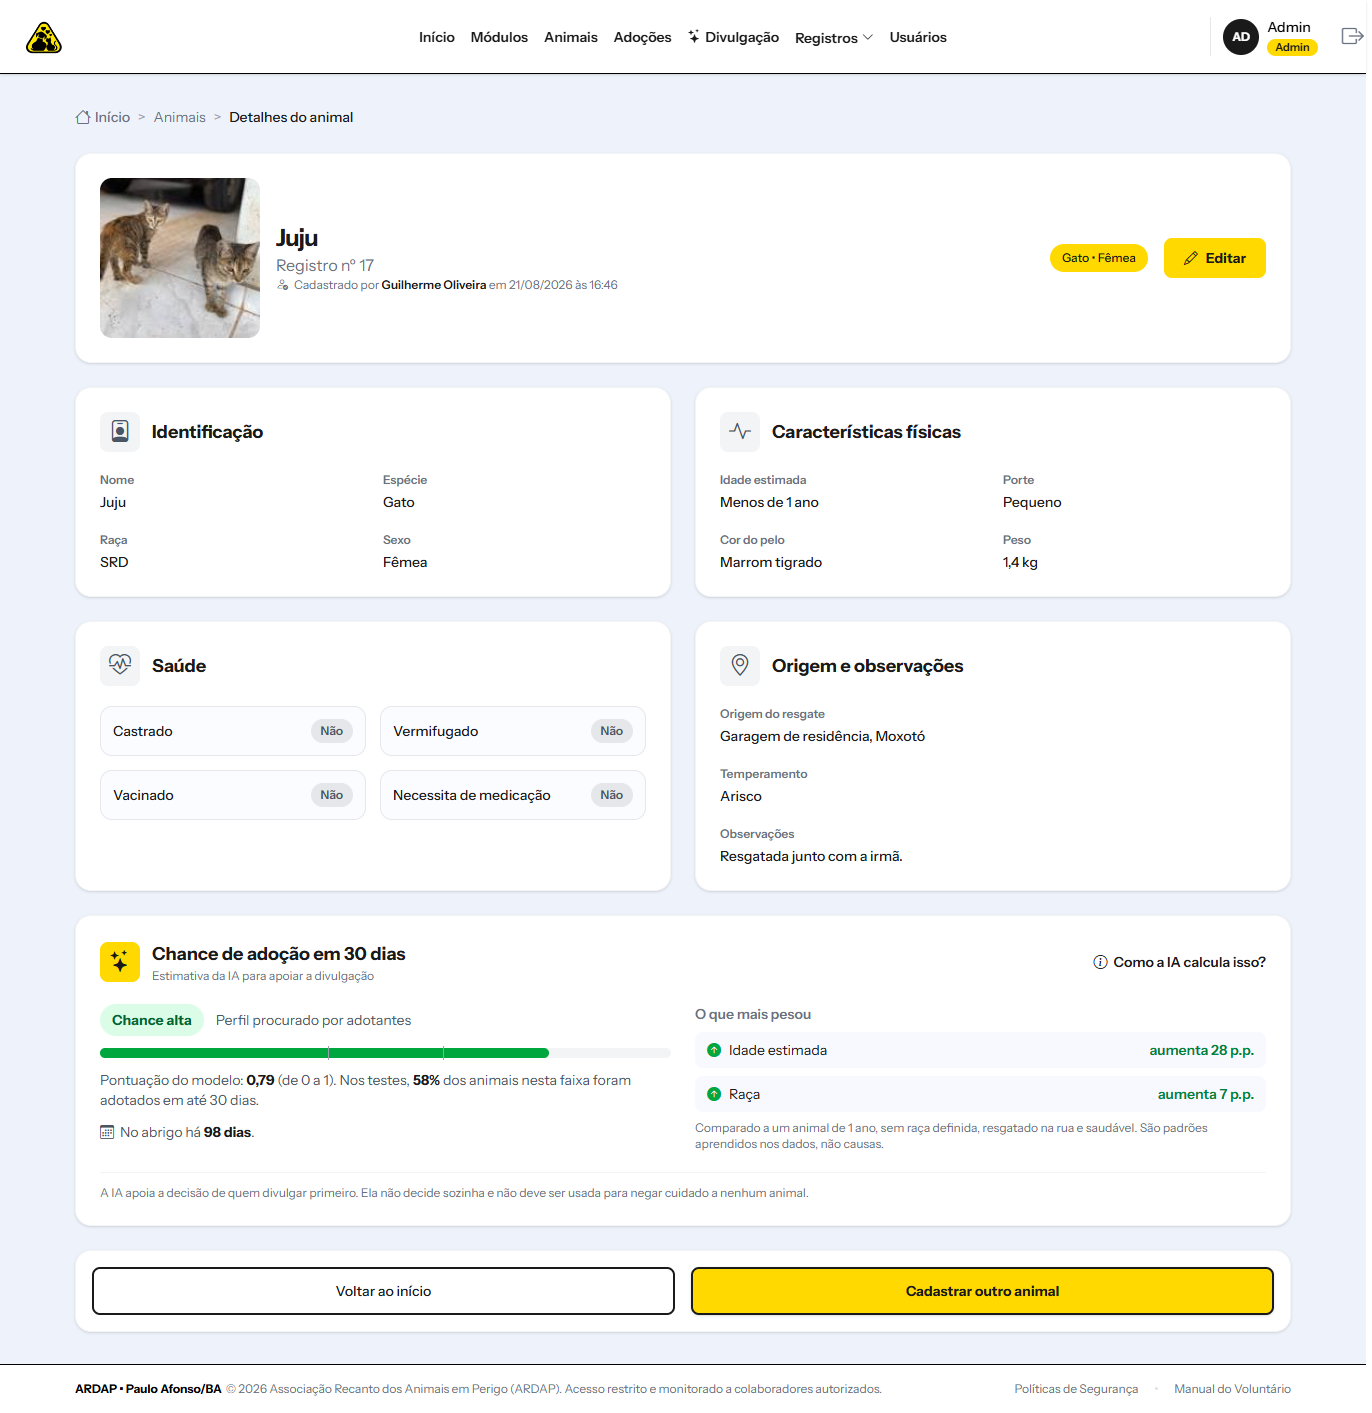 Início Módulos Animais Adoções Divulgação Registros Usuários
AD Admin
Admin
Início > Animais > Detalhes do animal
Juju
Registro nº 17
Cadastrado por Guilherme Oliveira em 21/08/2026 às 16:46
Gato • Fêmea
Editar
Identificação
Nome Espécie
Juju Gato
Raça Sexo
SRD Fêmea
Características físicas
Idade estimada Porte
Menos de 1 ano Pequeno
Cor do pelo Peso
Marrom tigrado 1,4 kg
Saúde
Castrado Não Vermifugado Não
Vacinado Não Necessita de medicação Não
Origem e observações
Origem do resgate
Garagem de residência, Moxotó
Temperamento
Arisco
Observações
Resgatada junto com a irmã.
Chance de adoção em 30 dias
Estimativa da IA para apoiar a divulgação
Como a IA calcula isso?
Chance alta Perfil procurado por adotantes
Pontuação do modelo: 0,79 (de 0 a 1). Nos testes, 58% dos animais nesta faixa foram
adotados em até 30 dias.
No abrigo há 98 dias.
O que mais pesou
Idade estimada aumenta 28 p.p.
Raça aumenta 7 p.p.
Comparado a um animal de 1 ano, sem raça definida, resgatado na rua e saudável. São padrões
aprendidos nos dados, não causas.
A IA apoia a decisão de quem divulgar primeiro. Ela não decide sozinha e não deve ser usada para negar cuidado a nenhum animal.
Voltar ao início
Cadastrar outro animal
ARDAP • Paulo Afonso/BA © 2026 Associação Recanto dos Animais em Perigo (ARDAP). Acesso restrito e monitorado a colaboradores autorizados.
Políticas de Segurança · Manual do Voluntário